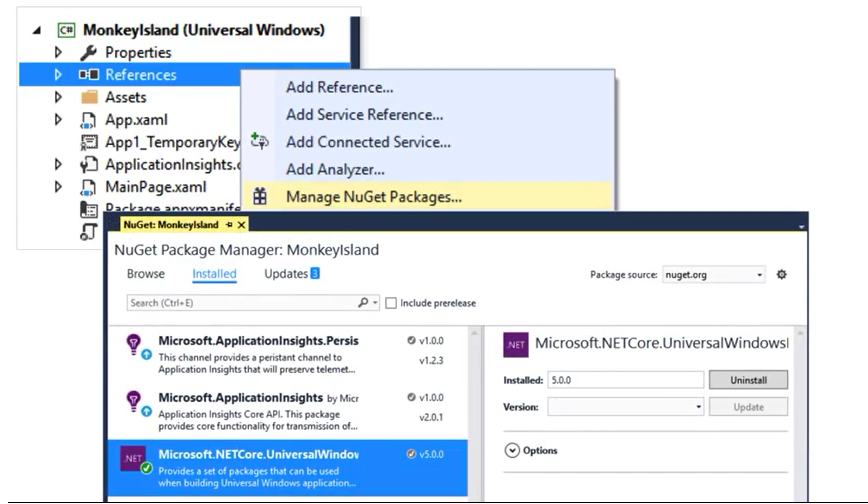 C# MonkeyIsland (Universal Windows)
Properties
References
Assets
App.xaml
App1_TemporaryKey
ApplicationInsights.c
MainPage.xaml
Package.appxmanife
Add Reference...
Add Service Reference...
Add Connected Service...
Add Analyzer...
Manage NuGet Packages...
NuGet: MonkeyIsland
NuGet Package Manager: MonkeyIsland
Browse Installed Updates 3
Package source: nuget.org
Search (Ctrl+E) Include prerelease
Microsoft.ApplicationInsights.Persis v1.0.0
This channel provides a peristant channel to v1.2.3
Application Insights that will preserve telemet...
Microsoft.ApplicationInsights by Micr v1.0.0
Application Insights Core API. This package v2.0.1
provides core functionality for transmission of...
.NET Microsoft.NETCore.UniversalWindow v5.0.0
Provides a set of packages that can be used
when building Universal Windows application...
.NET Microsoft.NETCore.UniversalWindows
Installed: 5.0.0 Uninstall
Version: Update
Options